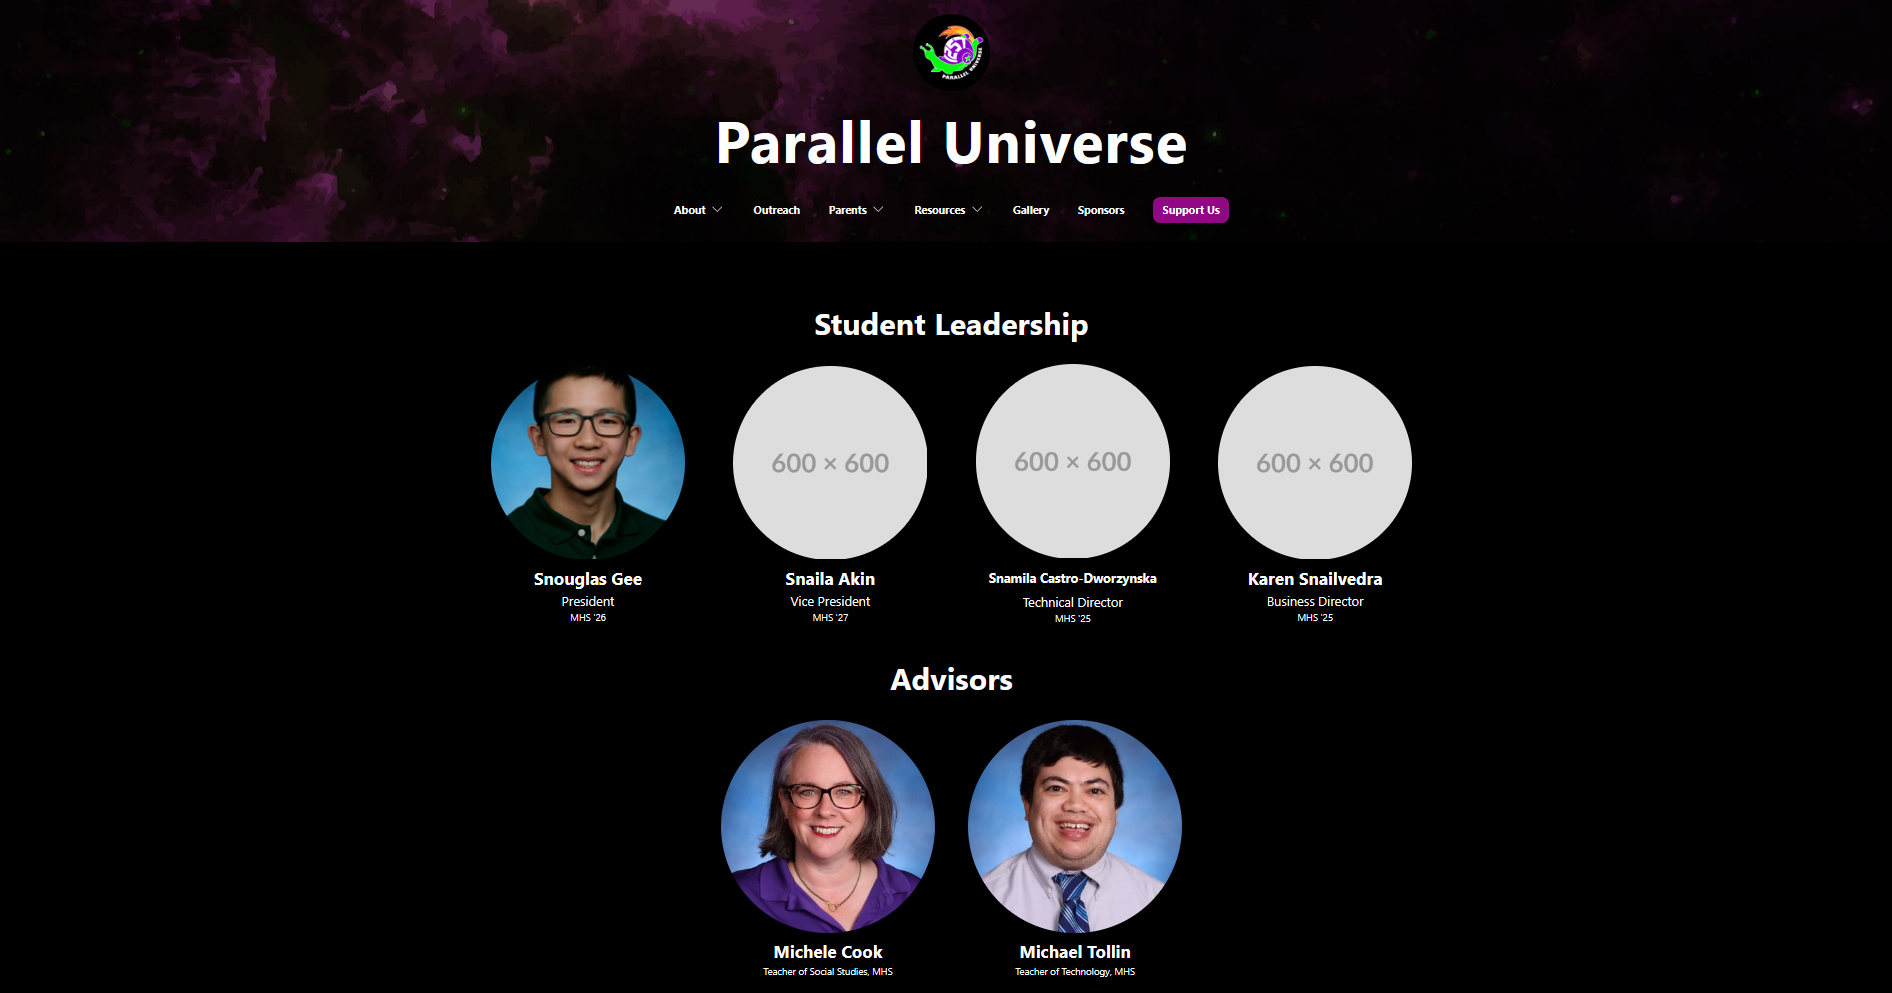 PARALLEL UNIVERSE
Parallel Universe
About
Outreach
Parents
Resources
Gallery
Sponsors
Support Us
Student Leadership
600 × 600
600 × 600
600 × 600
Snouglas Gee
President
MHS '26
Snaila Akin
Vice President
MHS '27
Snamila Castro-Dworzynska
Technical Director
MHS '25
Karen Snailvedra
Business Director
MHS '25
Advisors
Michele Cook
Teacher of Social Studies, MHS
Michael Tollin
Teacher of Technology, MHS